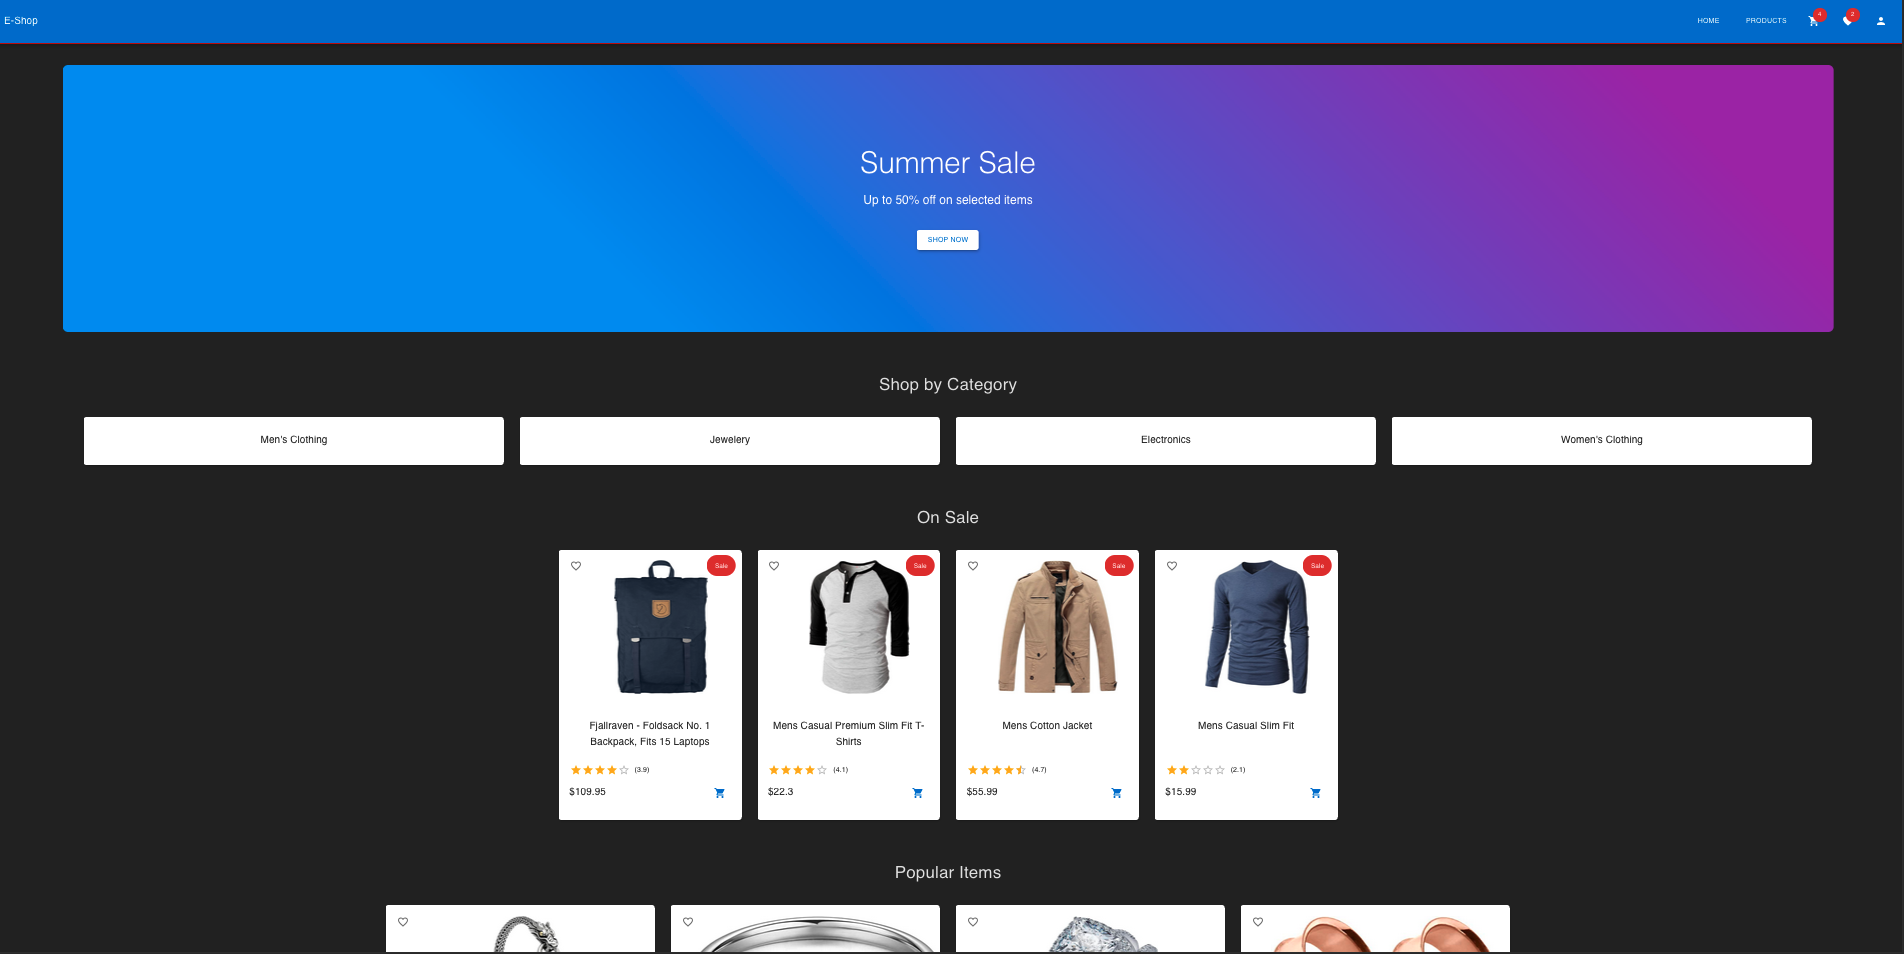 E-Shop
HOME
PRODUCTS
4
2
Summer Sale
Up to 50% off on selected items
SHOP NOW
Shop by Category
Men's Clothing
Jewelery
Electronics
Women's Clothing
On Sale
Sale
Fjallraven - Foldsack No. 1
Backpack, Fits 15 Laptops
(3.9)
$109.95
Sale
Mens Casual Premium Slim Fit T-
Shirts
(4.1)
$22.3
Sale
Mens Cotton Jacket
(4.7)
$55.99
Sale
Mens Casual Slim Fit
(2.1)
$15.99
Popular Items